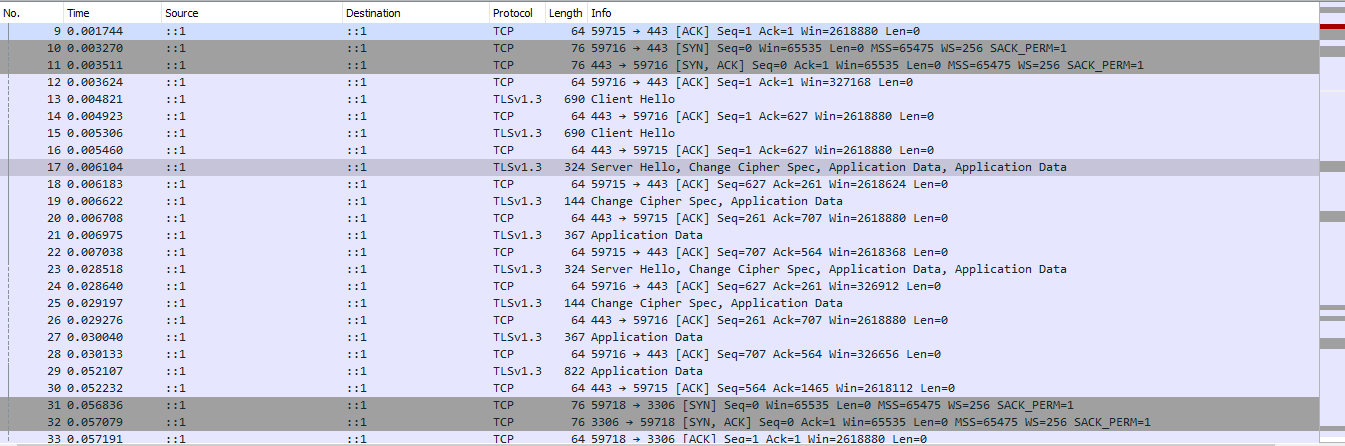 No. Time Source Destination Protocol Length Info
9 0.001744 ::1 ::1 TCP 64 59715 → 443 [ACK] Seq=1 Ack=1 Win=2618880 Len=0
10 0.003270 ::1 ::1 TCP 76 59716 → 443 [SYN] Seq=0 Win=65535 Len=0 MSS=65475 WS=256 SACK_PERM=1
11 0.003511 ::1 ::1 TCP 76 443 → 59716 [SYN, ACK] Seq=0 Ack=1 Win=65535 Len=0 MSS=65475 WS=256 SACK_PERM=1
12 0.003624 ::1 ::1 TCP 64 59716 → 443 [ACK] Seq=1 Ack=1 Win=327168 Len=0
13 0.004821 ::1 ::1 TLSv1.3 690 Client Hello
14 0.004923 ::1 ::1 TCP 64 443 → 59716 [ACK] Seq=1 Ack=627 Win=2618880 Len=0
15 0.005306 ::1 ::1 TLSv1.3 690 Client Hello
16 0.005460 ::1 ::1 TCP 64 443 → 59715 [ACK] Seq=1 Ack=627 Win=2618880 Len=0
17 0.006104 ::1 ::1 TLSv1.3 324 Server Hello, Change Cipher Spec, Application Data, Application Data
18 0.006183 ::1 ::1 TCP 64 59715 → 443 [ACK] Seq=627 Ack=261 Win=2618624 Len=0
19 0.006622 ::1 ::1 TLSv1.3 144 Change Cipher Spec, Application Data
20 0.006708 ::1 ::1 TCP 64 443 → 59715 [ACK] Seq=261 Ack=707 Win=2618880 Len=0
21 0.006975 ::1 ::1 TLSv1.3 367 Application Data
22 0.007038 ::1 ::1 TCP 64 59715 → 443 [ACK] Seq=707 Ack=564 Win=2618368 Len=0
23 0.028518 ::1 ::1 TLSv1.3 324 Server Hello, Change Cipher Spec, Application Data, Application Data
24 0.028640 ::1 ::1 TCP 64 59716 → 443 [ACK] Seq=627 Ack=261 Win=326912 Len=0
25 0.029197 ::1 ::1 TLSv1.3 144 Change Cipher Spec, Application Data
26 0.029276 ::1 ::1 TCP 64 443 → 59716 [ACK] Seq=261 Ack=707 Win=2618880 Len=0
27 0.030040 ::1 ::1 TLSv1.3 367 Application Data
28 0.030133 ::1 ::1 TCP 64 59716 → 443 [ACK] Seq=707 Ack=564 Win=326656 Len=0
29 0.052107 ::1 ::1 TLSv1.3 822 Application Data
30 0.052232 ::1 ::1 TCP 64 443 → 59715 [ACK] Seq=564 Ack=1465 Win=2618112 Len=0
31 0.056836 ::1 ::1 TCP 76 59718 → 3306 [SYN] Seq=0 Win=65535 Len=0 MSS=65475 WS=256 SACK_PERM=1
32 0.057079 ::1 ::1 TCP 76 3306 → 59718 [SYN, ACK] Seq=0 Ack=1 Win=65535 Len=0 MSS=65475 WS=256 SACK_PERM=1
33 0.057191 ::1 ::1 TCP 64 59718 → 3306 [ACK] Seq=1 Ack=1 Win=2618880 Len=0